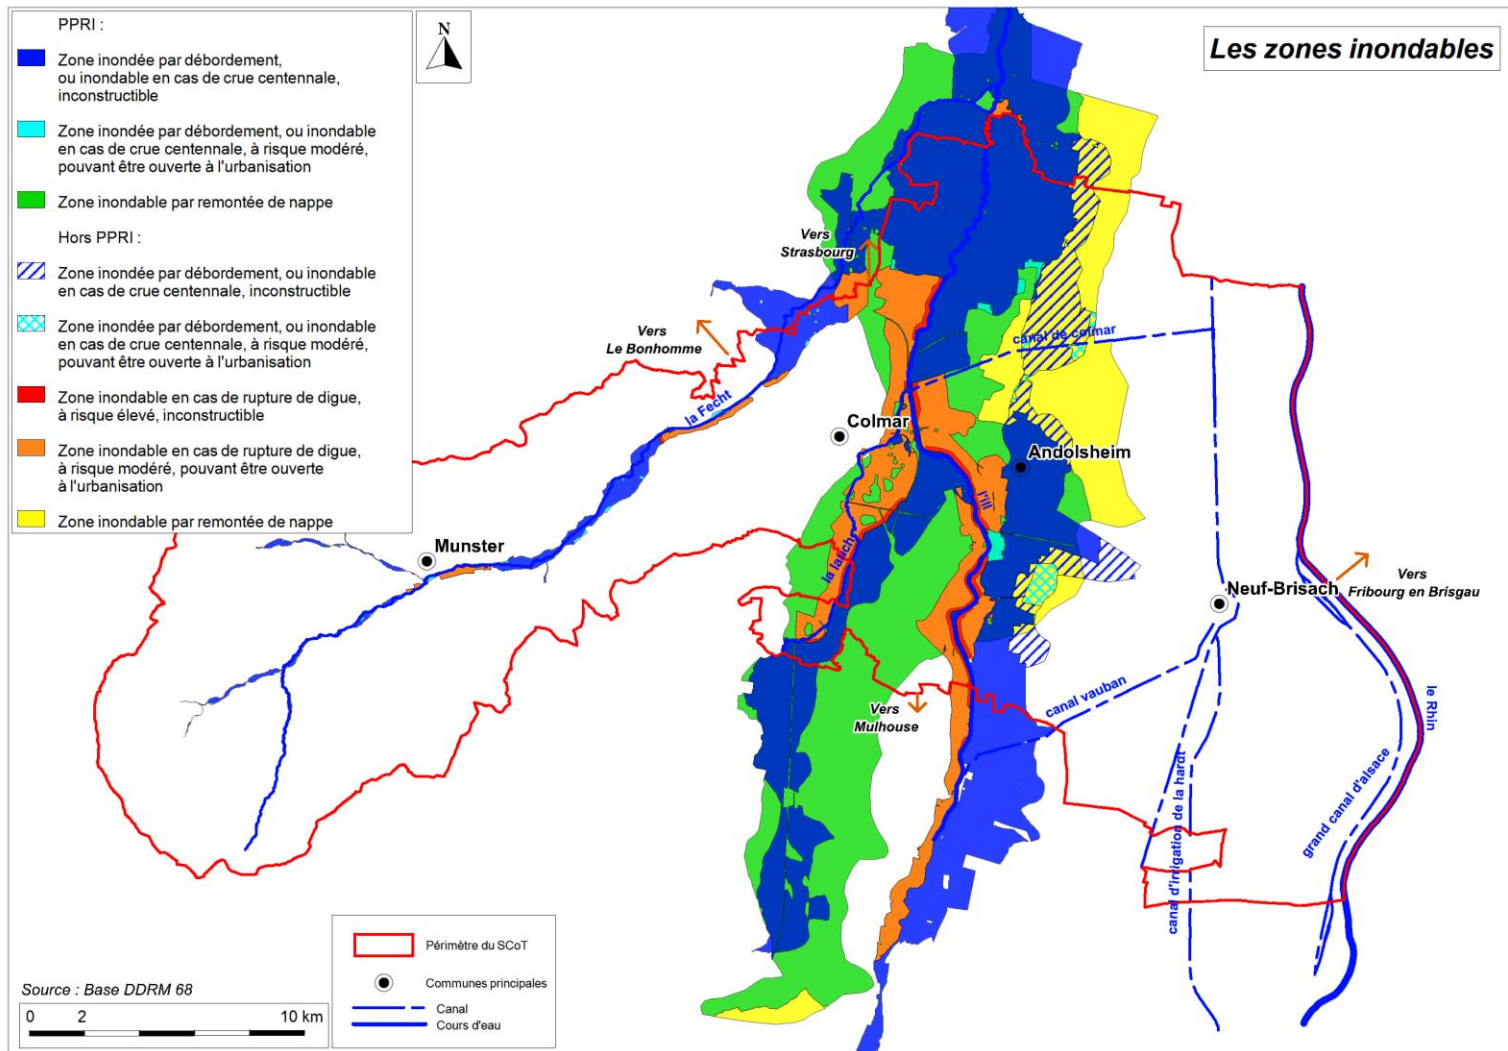 PPRI :
Zone inondée par débordement,
ou inondable en cas de crue centennale,
inconstructible
Zone inondée par débordement, ou inondable
en cas de crue centennale, à risque modéré,
pouvant être ouverte à l'urbanisation
Zone inondable par remontée de nappe
Hors PPRI :
Zone inondée par débordement, ou inondable
en cas de crue centennale, inconstructible
Zone inondée par débordement, ou inondable
en cas de crue centennale, à risque modéré,
pouvant être ouverte à l'urbanisation
Zone inondable en cas de rupture de digue,
à risque élevé, inconstructible
Zone inondable en cas de rupture de digue,
à risque modéré, pouvant être ouverte
à l'urbanisation
Zone inondable par remontée de nappe
N
Les zones inondables
Vers
Strasbourg
Vers
Le Bonhomme
canal de colmar
la Fecht
Colmar
Andolsheim
l'ill
la lauch
Munster
Neuf-Brisach
Vers
Fribourg en Brisgau
canal vauban
Vers
Mulhouse
le Rhin
grand canal d'alsace
canal d'irrigation de la hardt
Périmètre du SCoT
Communes principales
Canal
Cours d'eau
Source : Base DDRM 68
0 2 10 km